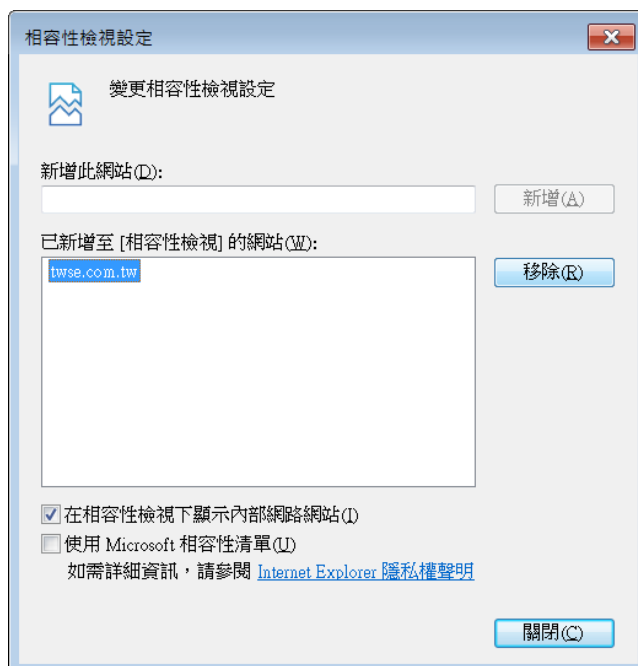 相容性檢視設定
變更相容性檢視設定
新增此網站(D):
新增(A)
已新增至 [相容性檢視] 的網站(W):
twse.com.tw
移除(R)
在相容性檢視下顯示內部網路網站(I)
使用 Microsoft 相容性清單(U)
如需詳細資訊，請參閱 Internet Explorer 隱私權聲明
關閉(C)